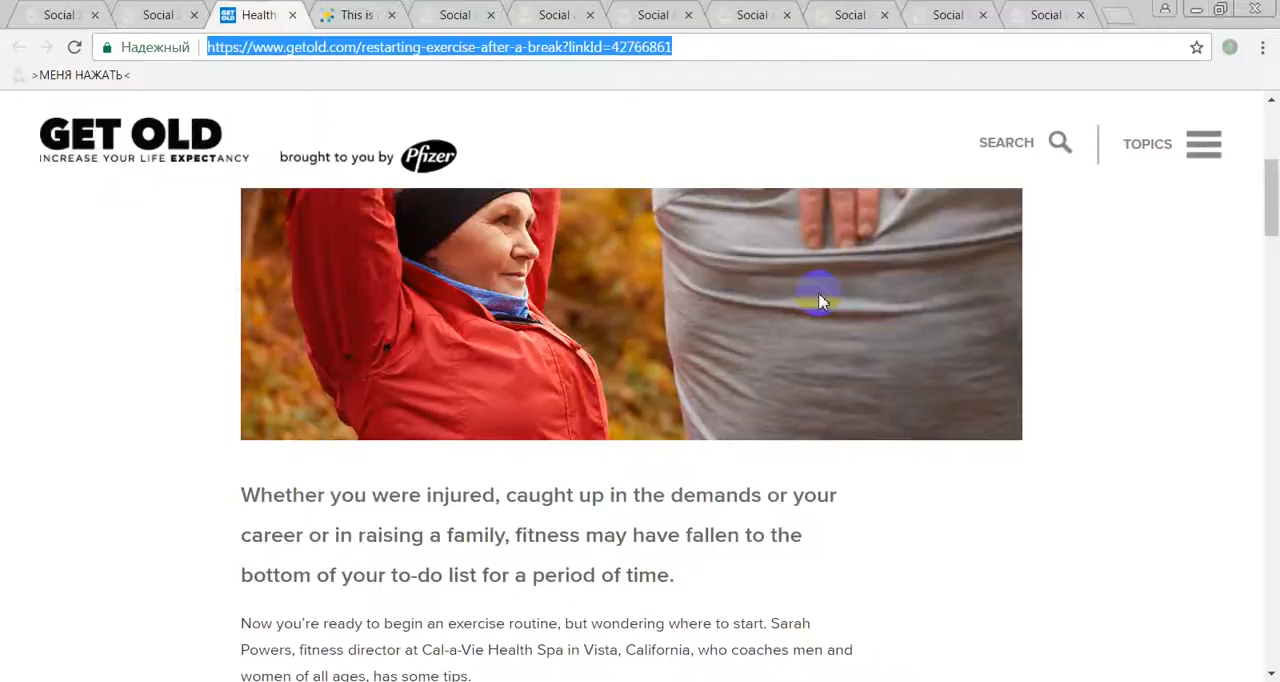 Social
Social
Health
This is
Social
Social
Social
Social
Social
Social
Social
Надежный
https://www.getold.com/restarting-exercise-after-a-break?linkId=42766861
>МЕНЯ НАЖАТЬ<
GET OLD
INCREASE YOUR LIFE EXPECTANCY
brought to you by Pfizer
SEARCH
TOPICS
Whether you were injured, caught up in the demands or your
career or in raising a family, fitness may have fallen to the
bottom of your to-do list for a period of time.
Now you're ready to begin an exercise routine, but wondering where to start. Sarah
Powers, fitness director at Cal-a-Vie Health Spa in Vista, California, who coaches men and
women of all ages, has some tips.